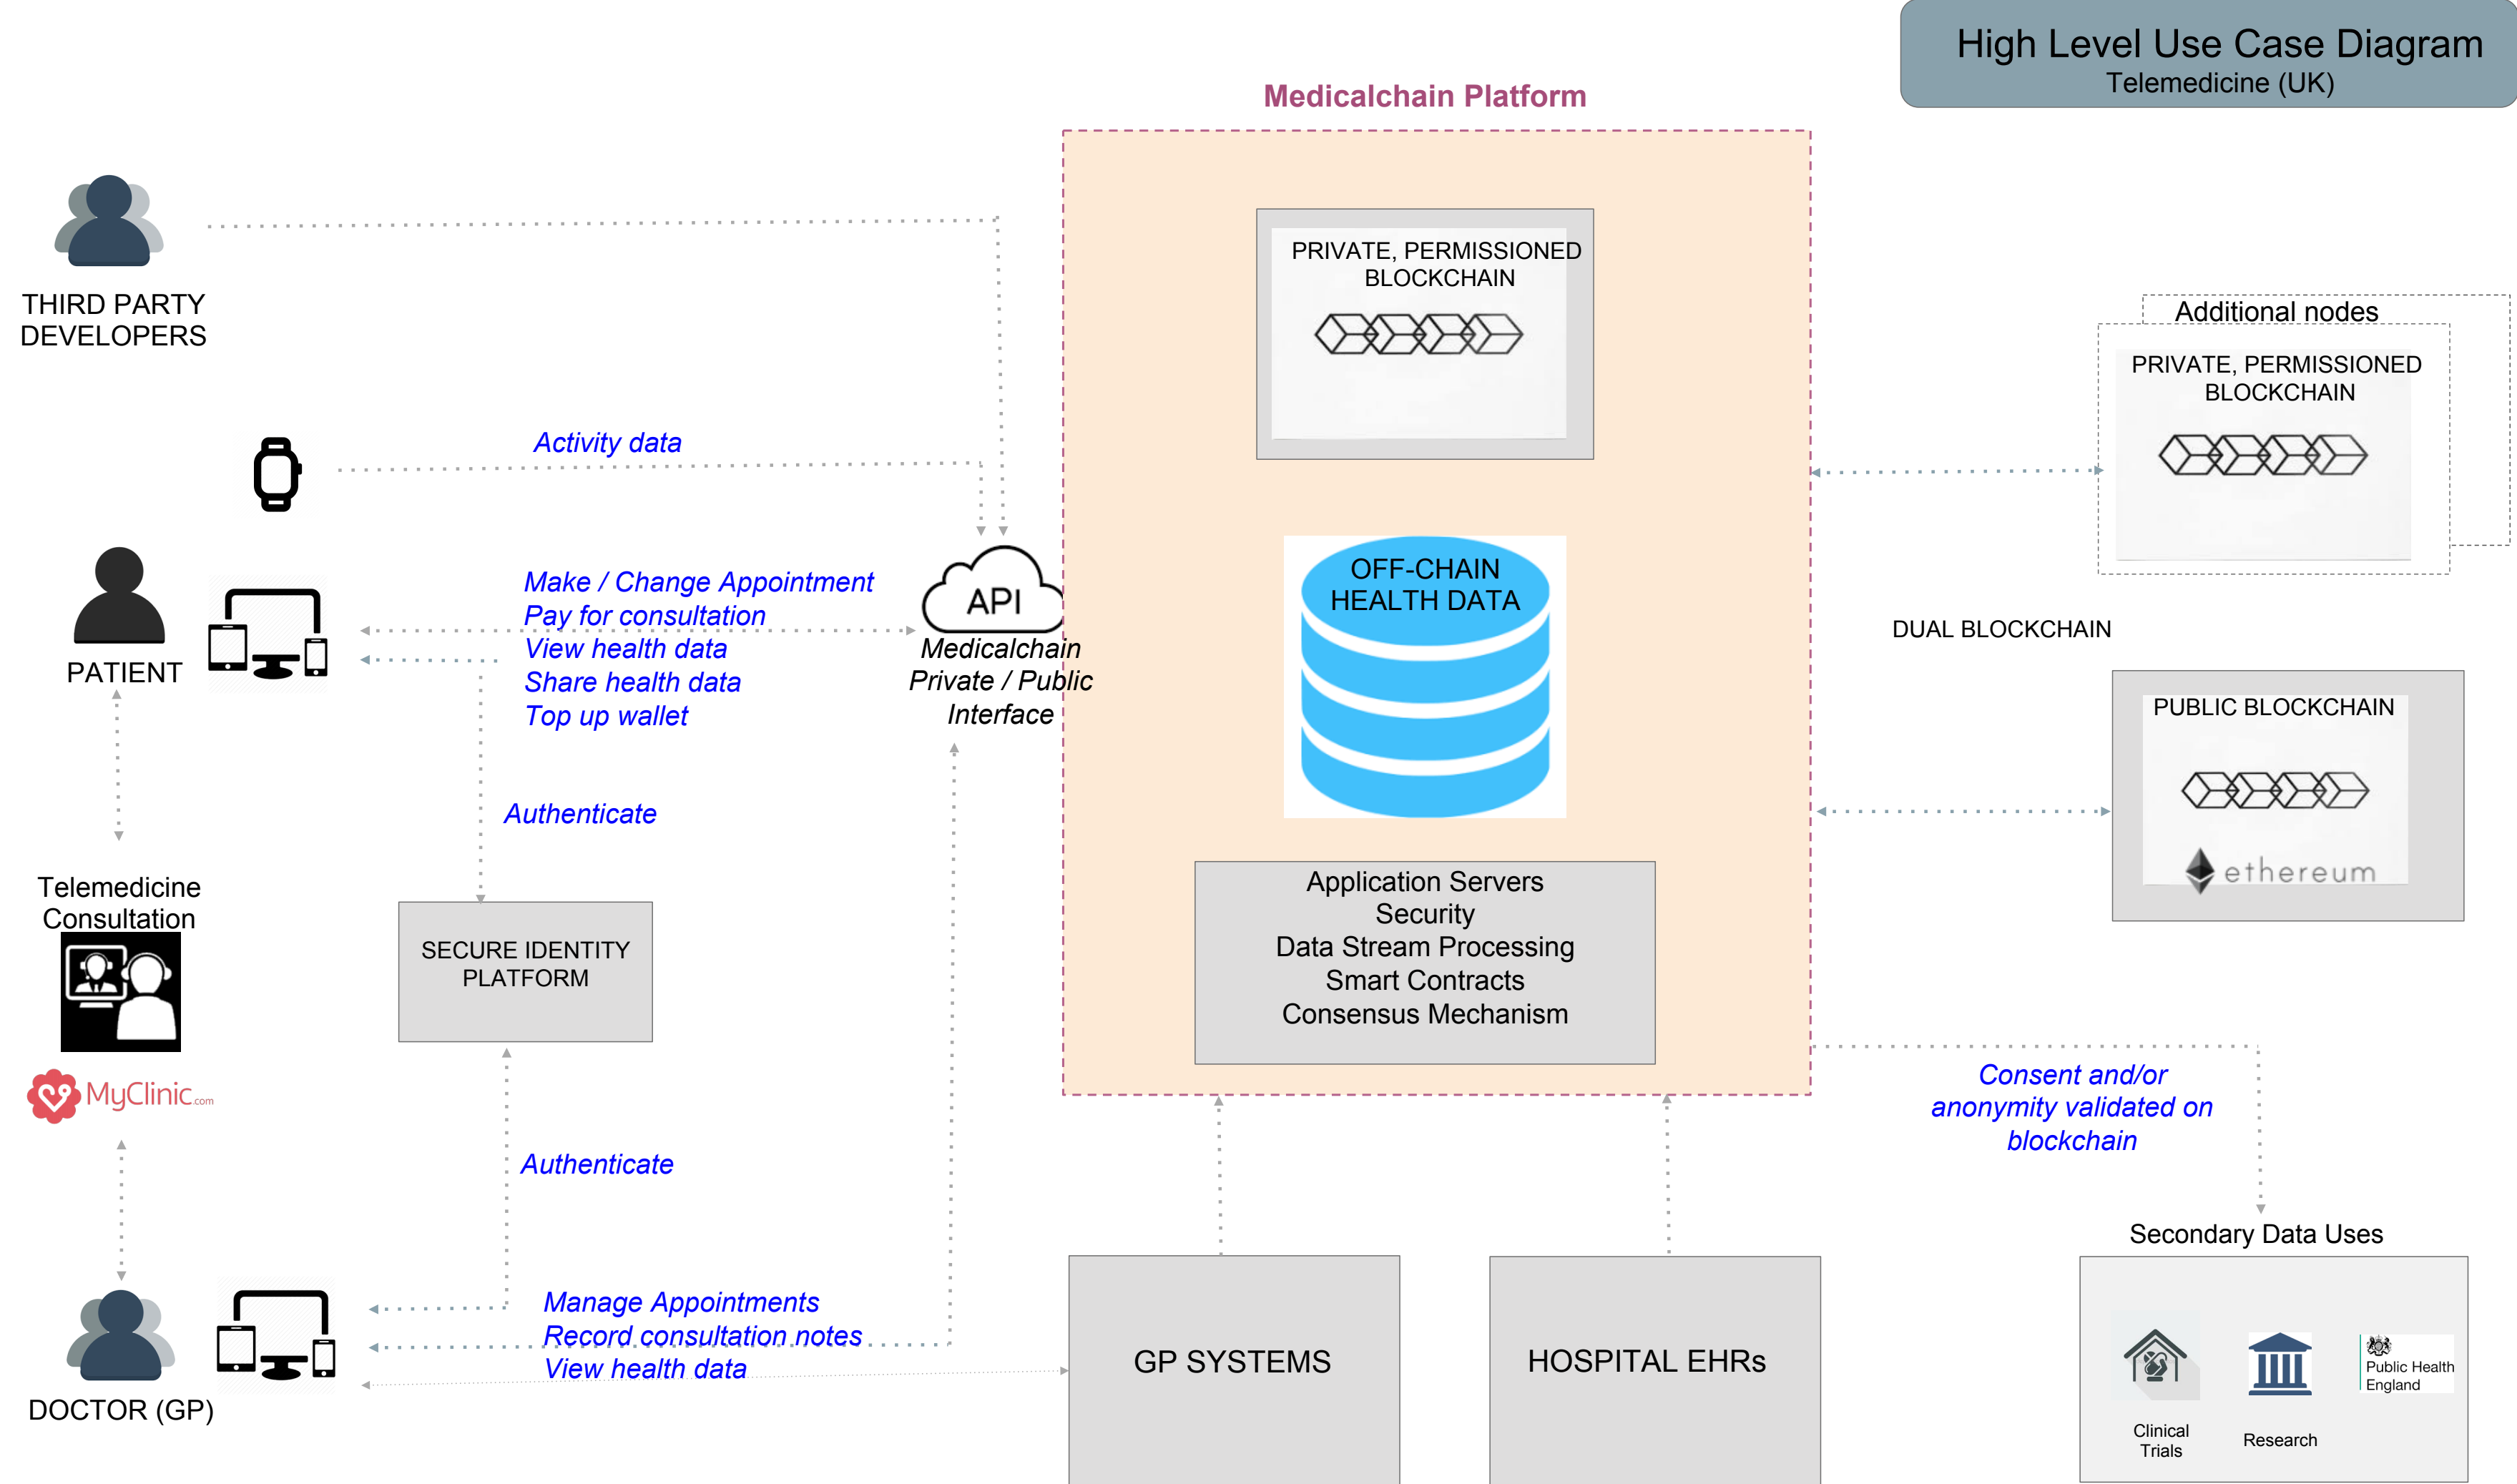 High Level Use Case Diagram
Telemedicine (UK)
Medicalchain Platform
THIRD PARTY
DEVELOPERS
PRIVATE, PERMISSIONED
BLOCKCHAIN
Additional nodes
PRIVATE, PERMISSIONED
BLOCKCHAIN
Activity data
Make / Change Appointment
Pay for consultation
View health data
Share health data
Top up wallet
PATIENT
API
Medicalchain
Private / Public
Interface
OFF-CHAIN
HEALTH DATA
DUAL BLOCKCHAIN
PUBLIC BLOCKCHAIN
ethereum
Authenticate
Telemedicine
Consultation
MyClinic.com
SECURE IDENTITY
PLATFORM
Application Servers
Security
Data Stream Processing
Smart Contracts
Consensus Mechanism
Consent and/or
anonymity validated on
blockchain
Authenticate
Secondary Data Uses
Manage Appointments
Record consultation notes
View health data
DOCTOR (GP)
GP SYSTEMS
HOSPITAL EHRs
Public Health
England
Clinical
Trials
Research